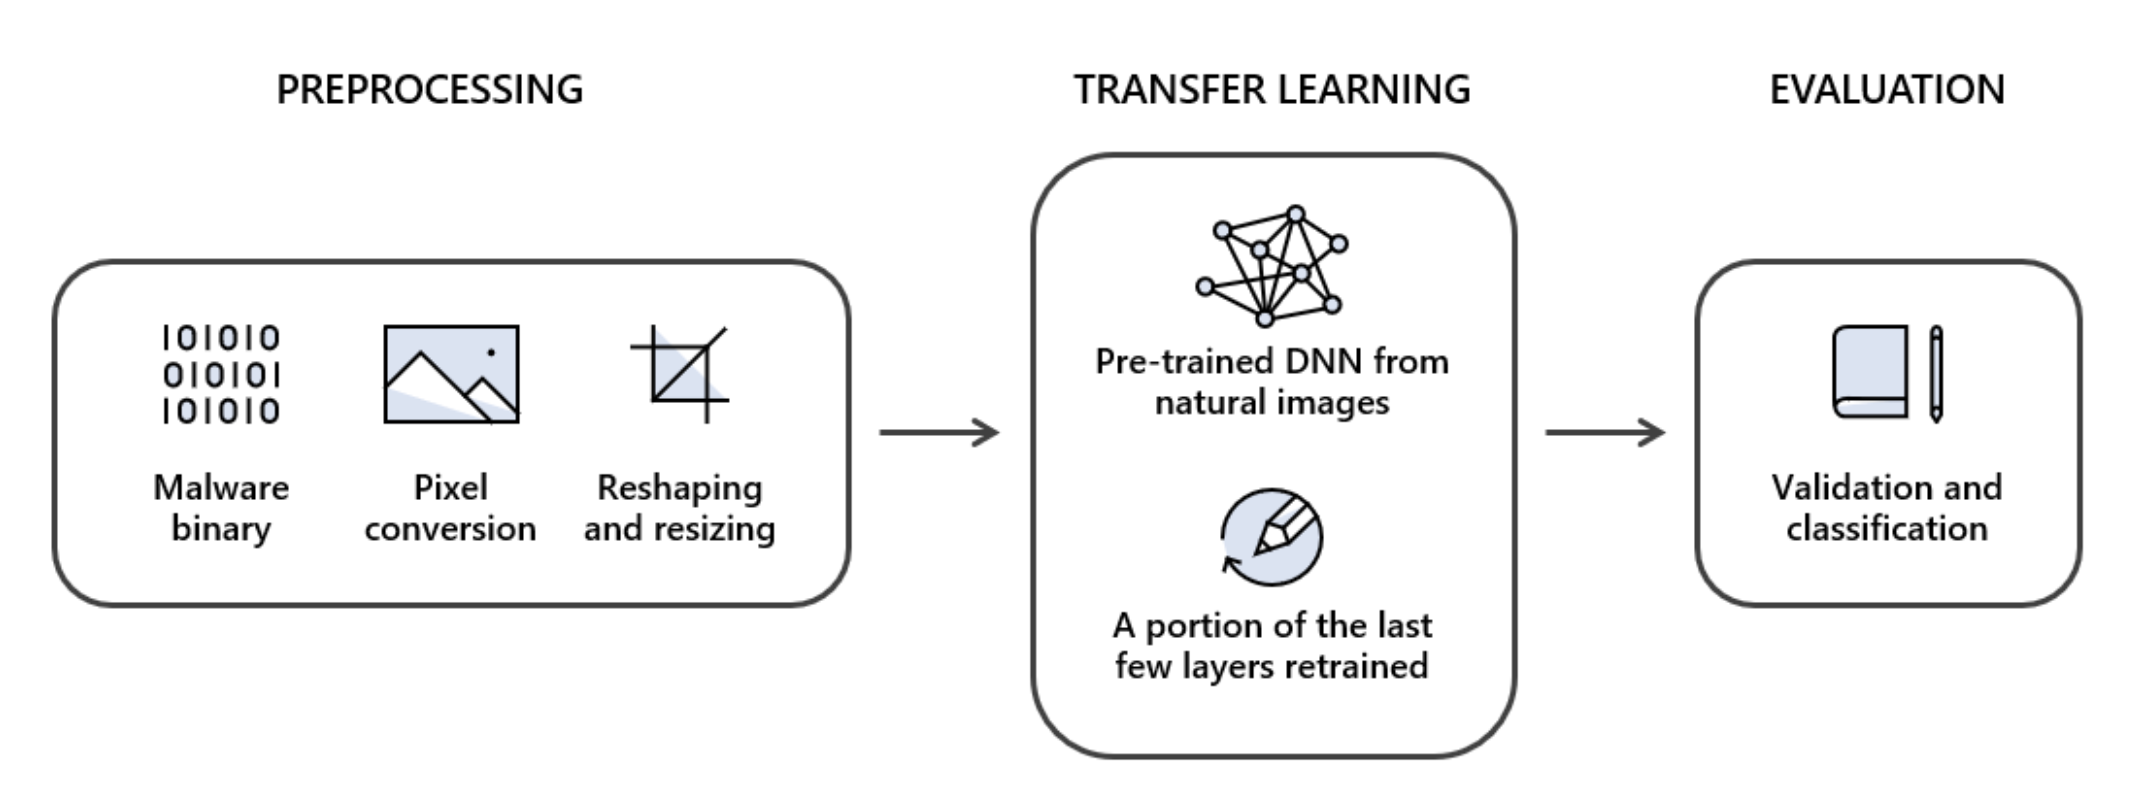 PREPROCESSING
TRANSFER LEARNING
EVALUATION
101010
010101
101010
Malware
binary
Pixel
conversion
Reshaping
and resizing
Pre-trained DNN from
natural images
A portion of the last
few layers retrained
Validation and
classification